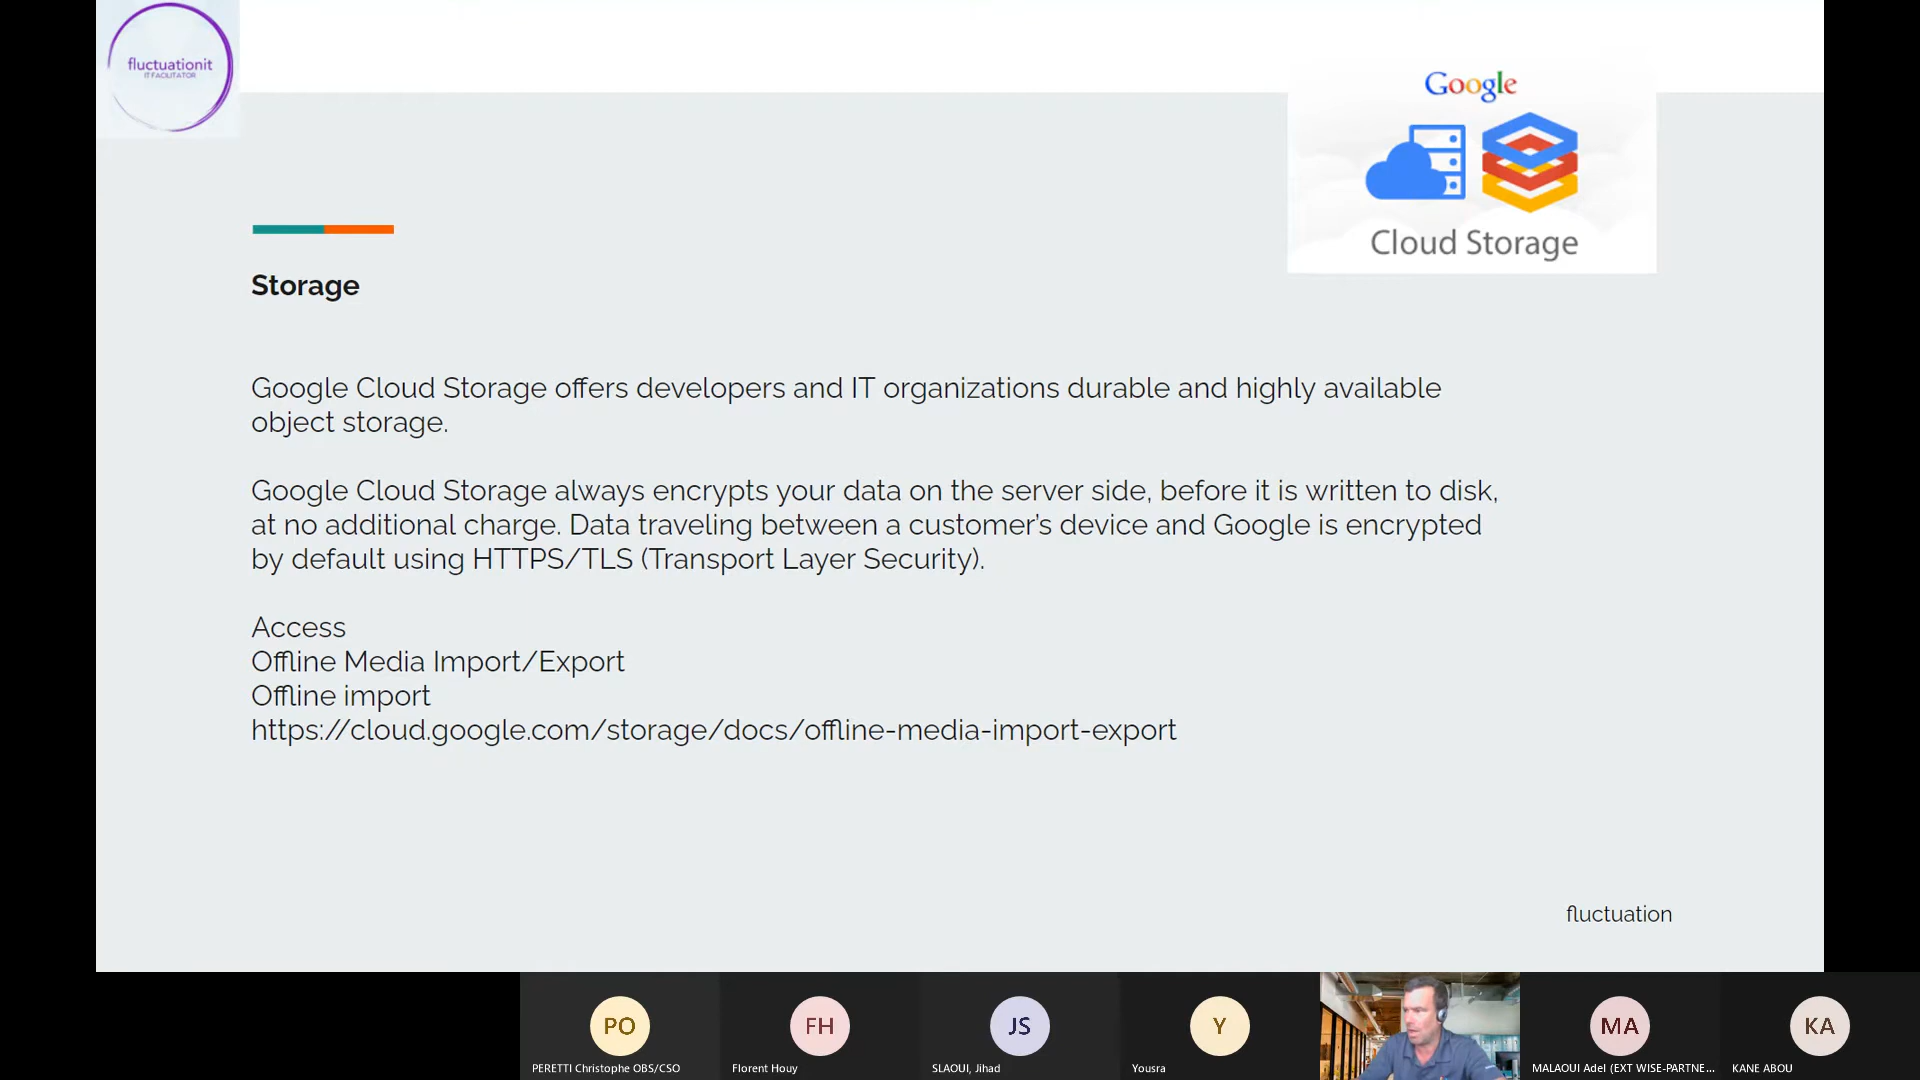 fluctuationit
IT FACILITATOR
Google
Cloud Storage
Storage
Google Cloud Storage offers developers and IT organizations durable and highly available
object storage.
Google Cloud Storage always encrypts your data on the server side, before it is written to disk,
at no additional charge. Data traveling between a customer’s device and Google is encrypted
by default using HTTPS/TLS (Transport Layer Security).
Access
Offline Media Import/Export
Offline import
https://cloud.google.com/storage/docs/offline-media-import-export
fluctuation
PO
FH
JS
Y
MA
KA
PERETTI Christophe OBS/CSO
Florent Houy
SLAOUI, Jihad
Yousra
MALAOUI Adel (EXT WISE-PARTNE...
KANE ABOU